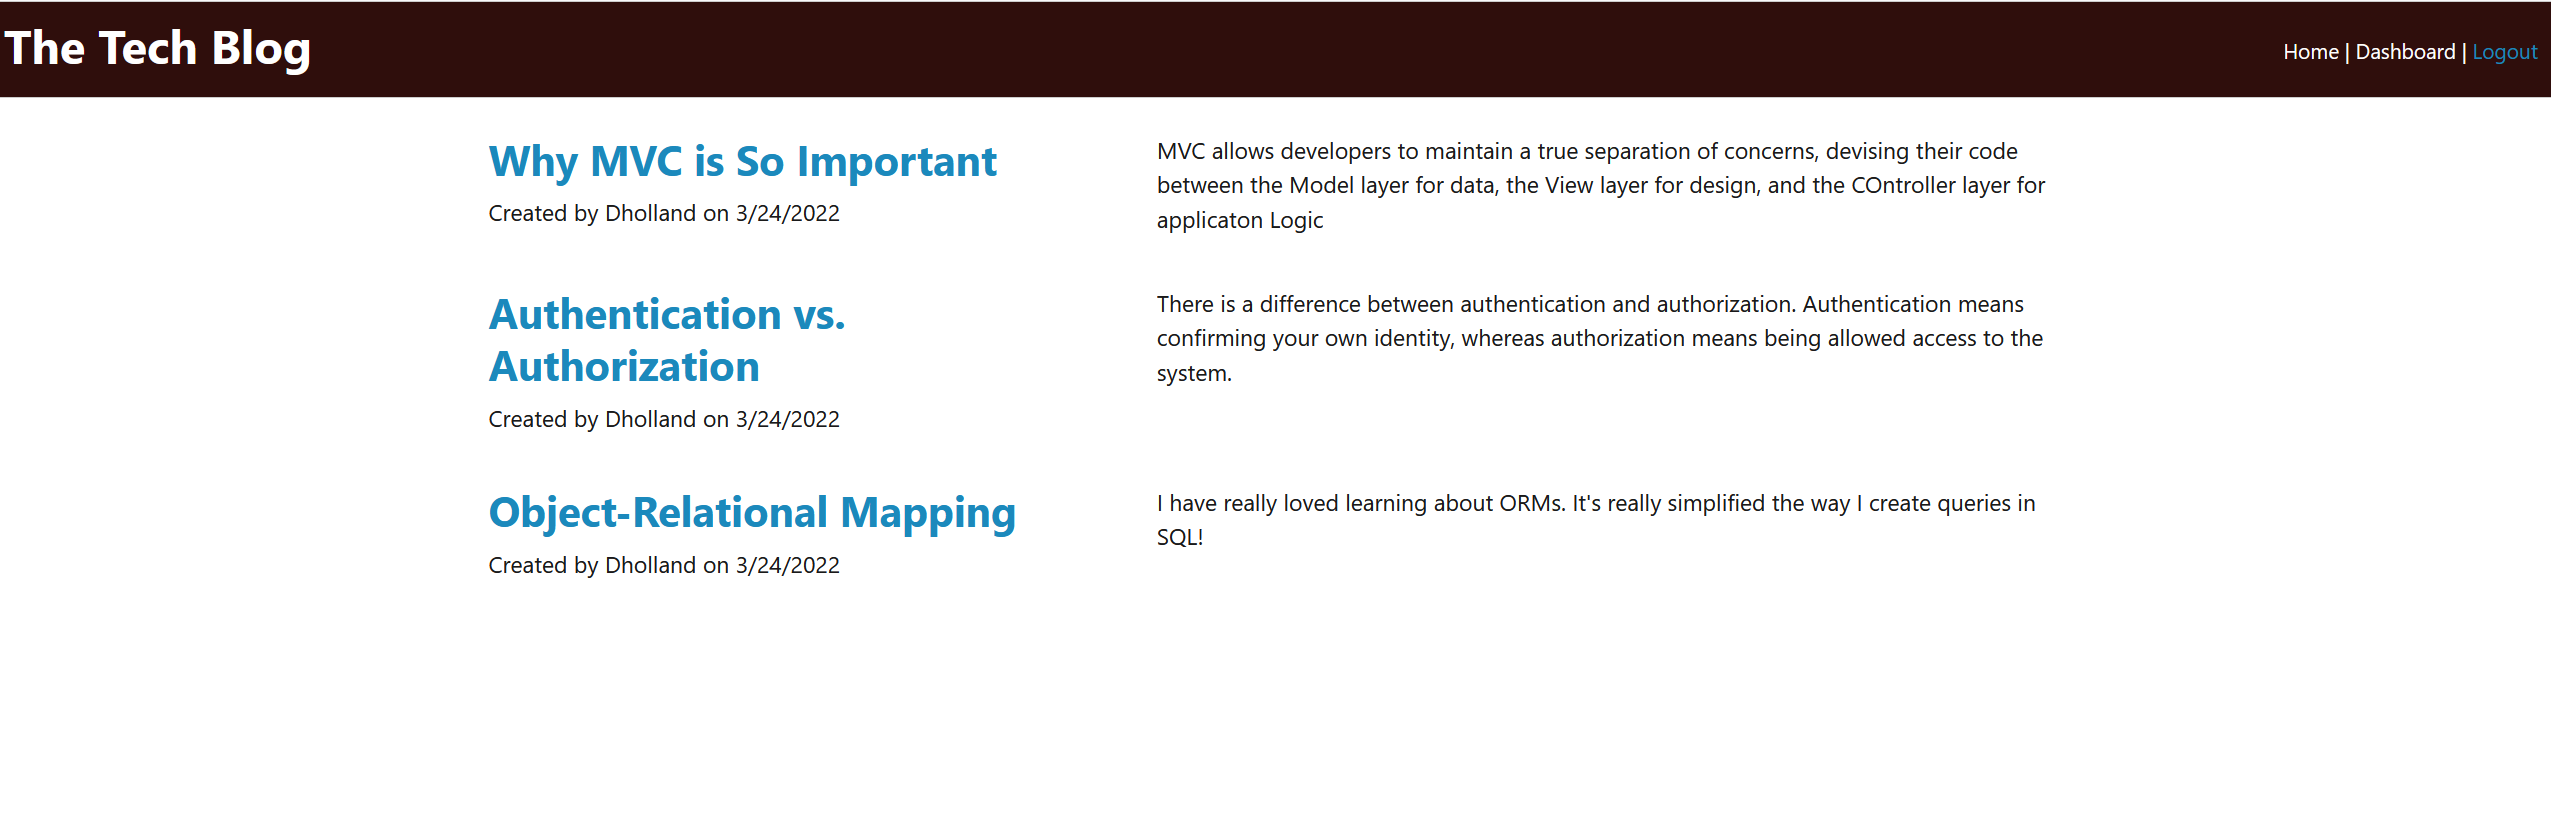 The Tech Blog
Home | Dashboard | Logout
Why MVC is So Important
Created by Dholland on 3/24/2022
MVC allows developers to maintain a true separation of concerns, devising their code
between the Model layer for data, the View layer for design, and the COntroller layer for
applicaton Logic
Authentication vs.
Authorization
Created by Dholland on 3/24/2022
There is a difference between authentication and authorization. Authentication means
confirming your own identity, whereas authorization means being allowed access to the
system.
Object-Relational Mapping
Created by Dholland on 3/24/2022
I have really loved learning about ORMs. It's really simplified the way I create queries in
SQL!